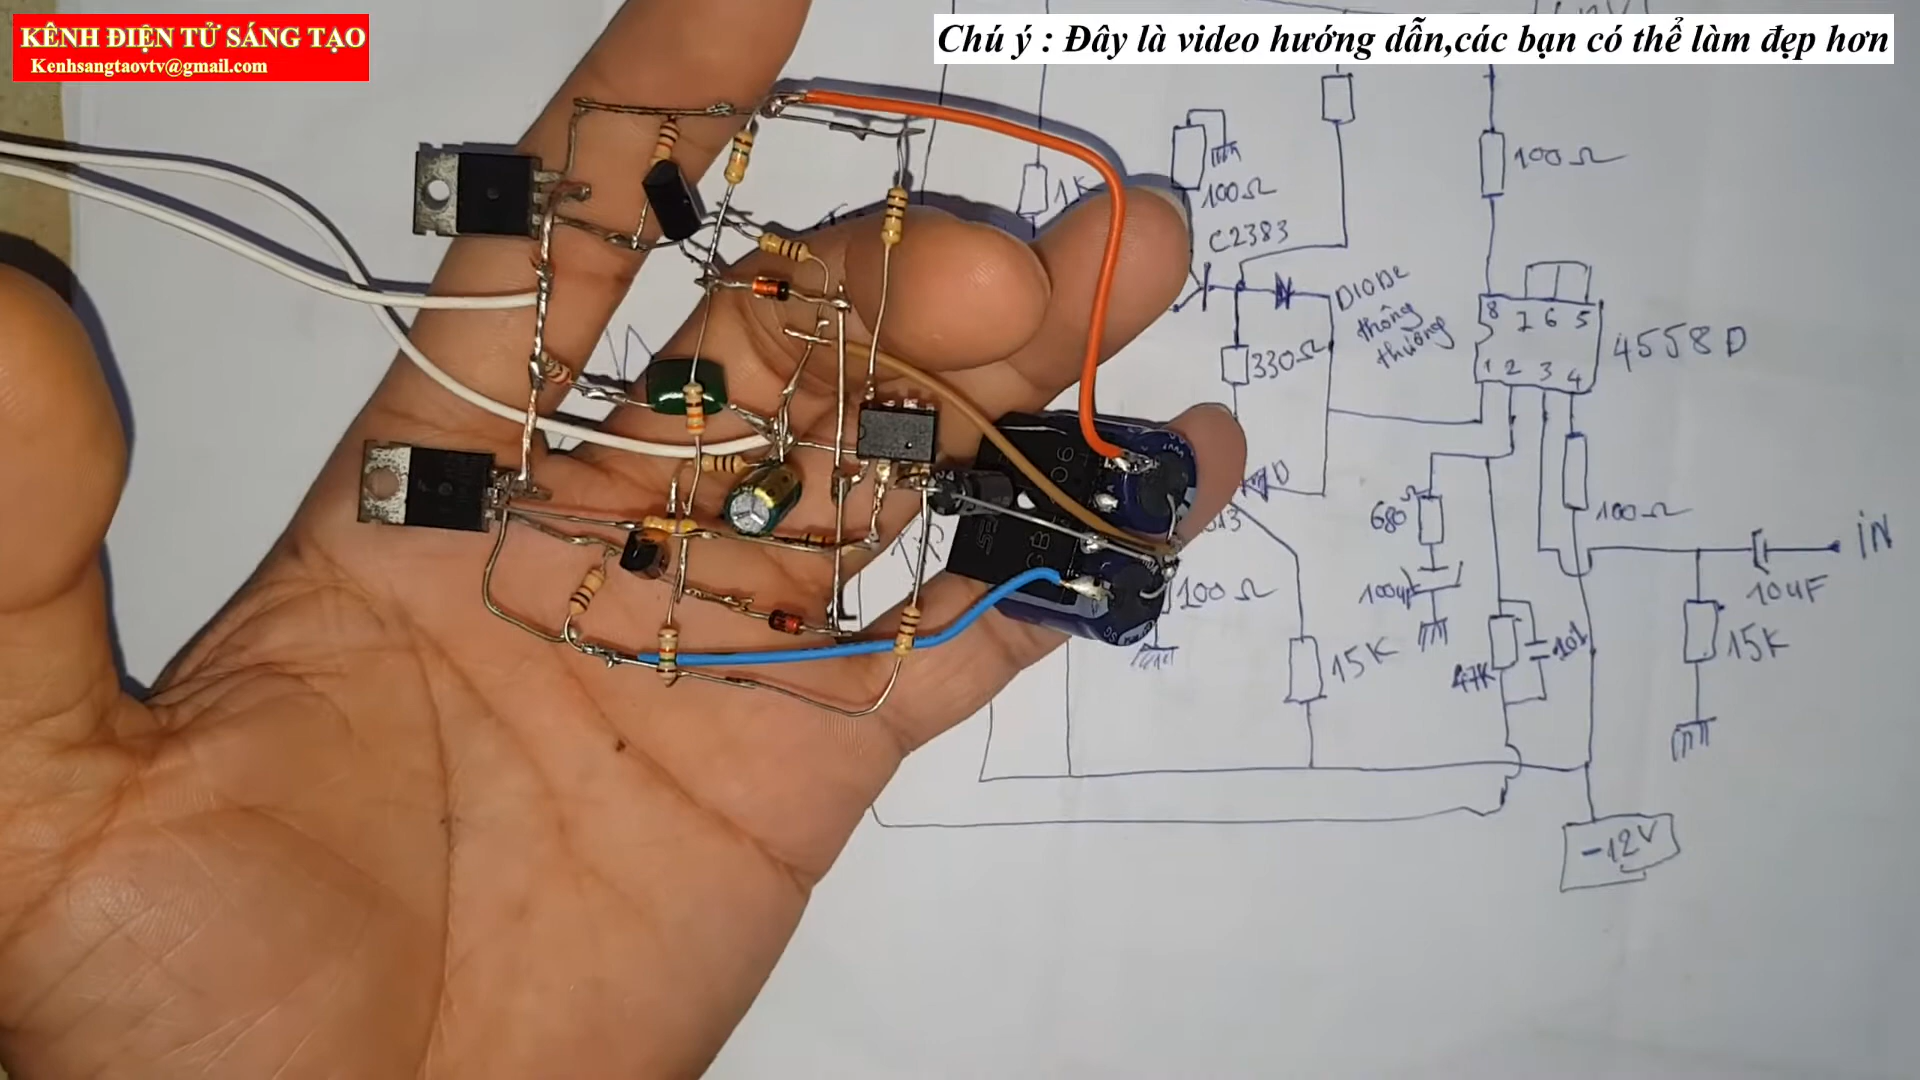 KÊNH ĐIỆN TỬ SÁNG TẠO
Kenhsangtaovtv@gmail.com
Chú ý : Đây là video hướng dẫn,các bạn có thể làm đẹp hơn
100Ω
1K
100Ω
C2383
DIODE
thông
thường
330Ω
8 7 6 5
1 2 3 4
4558D
D
680Ω
100Ω
iN
100µF
10uF
100Ω
15K
47K
101
15K
-12V